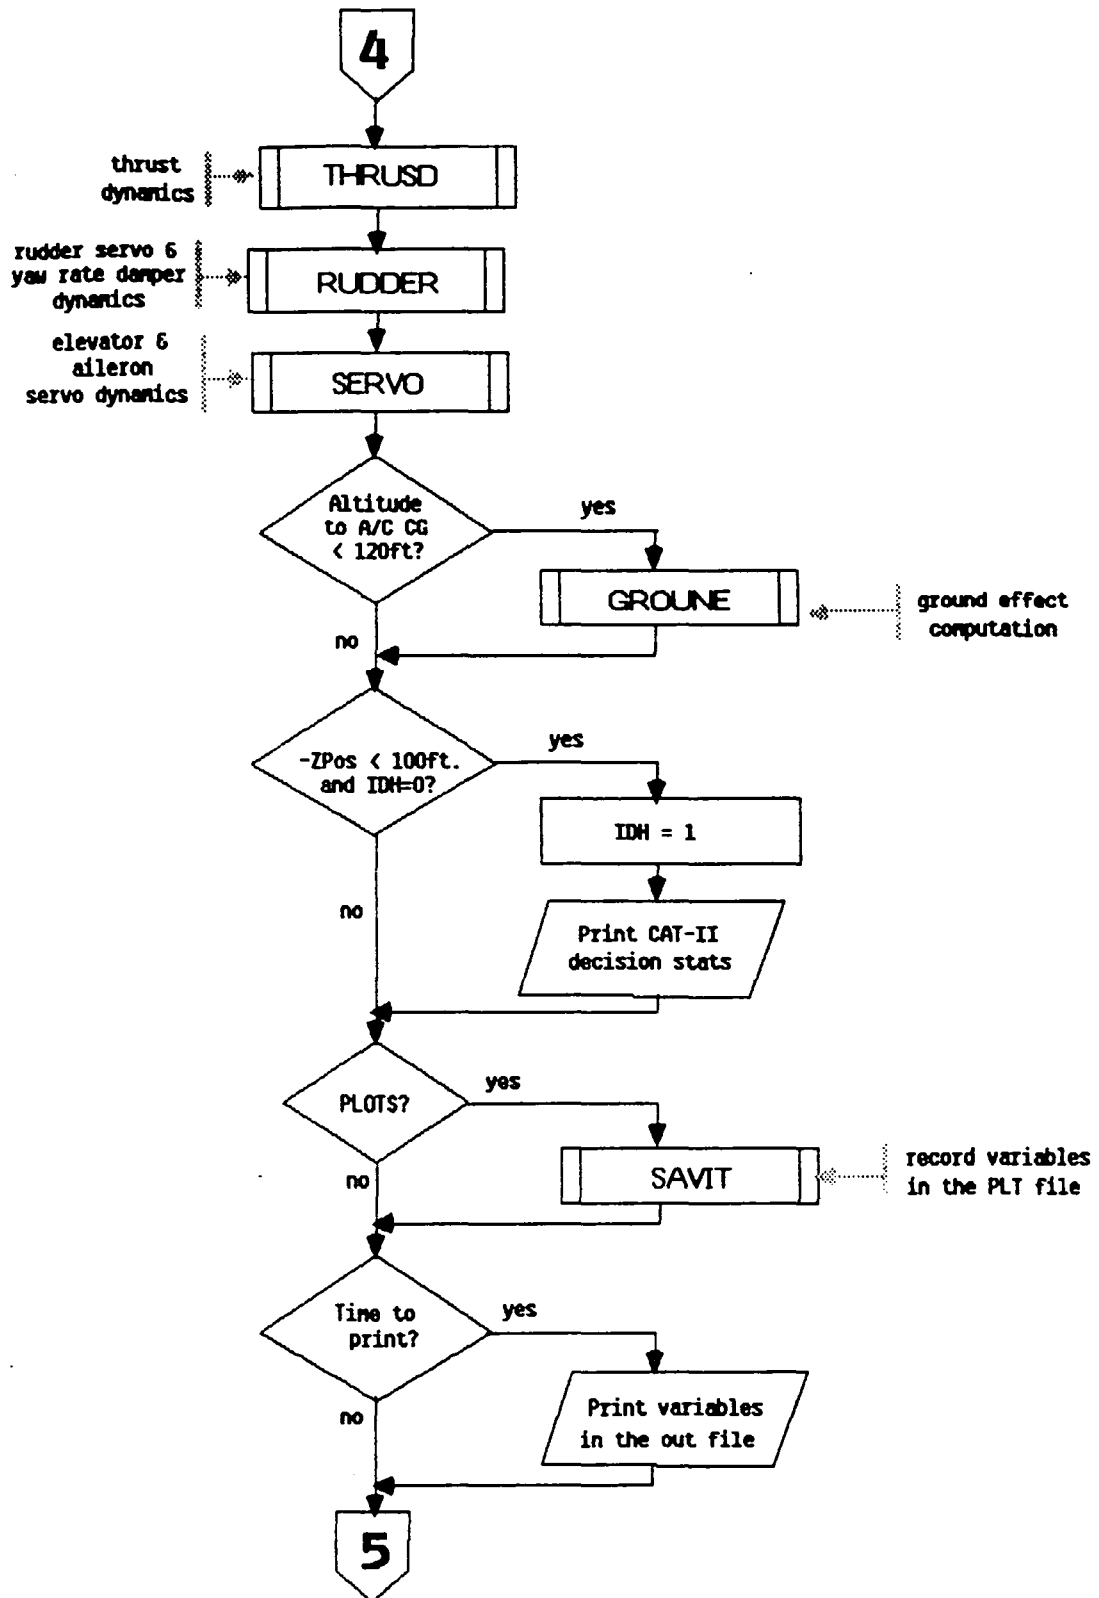 4
thrust
dynamics
THRUSD
rudder servo &
yaw rate damper
dynamics
RUDDER
elevator &
aileron
servo dynamics
SERVO
Altitude
to A/C CG
< 120ft?
yes
GROUNE
ground effect
computation
no
-ZPos < 100ft.
and IDH=0?
yes
IDH = 1
no
Print CAT-II
decision stats
PLOTS?
yes
SAVIT
record variables
in the PLT file
no
Time to
print?
yes
Print variables
in the out file
no
5